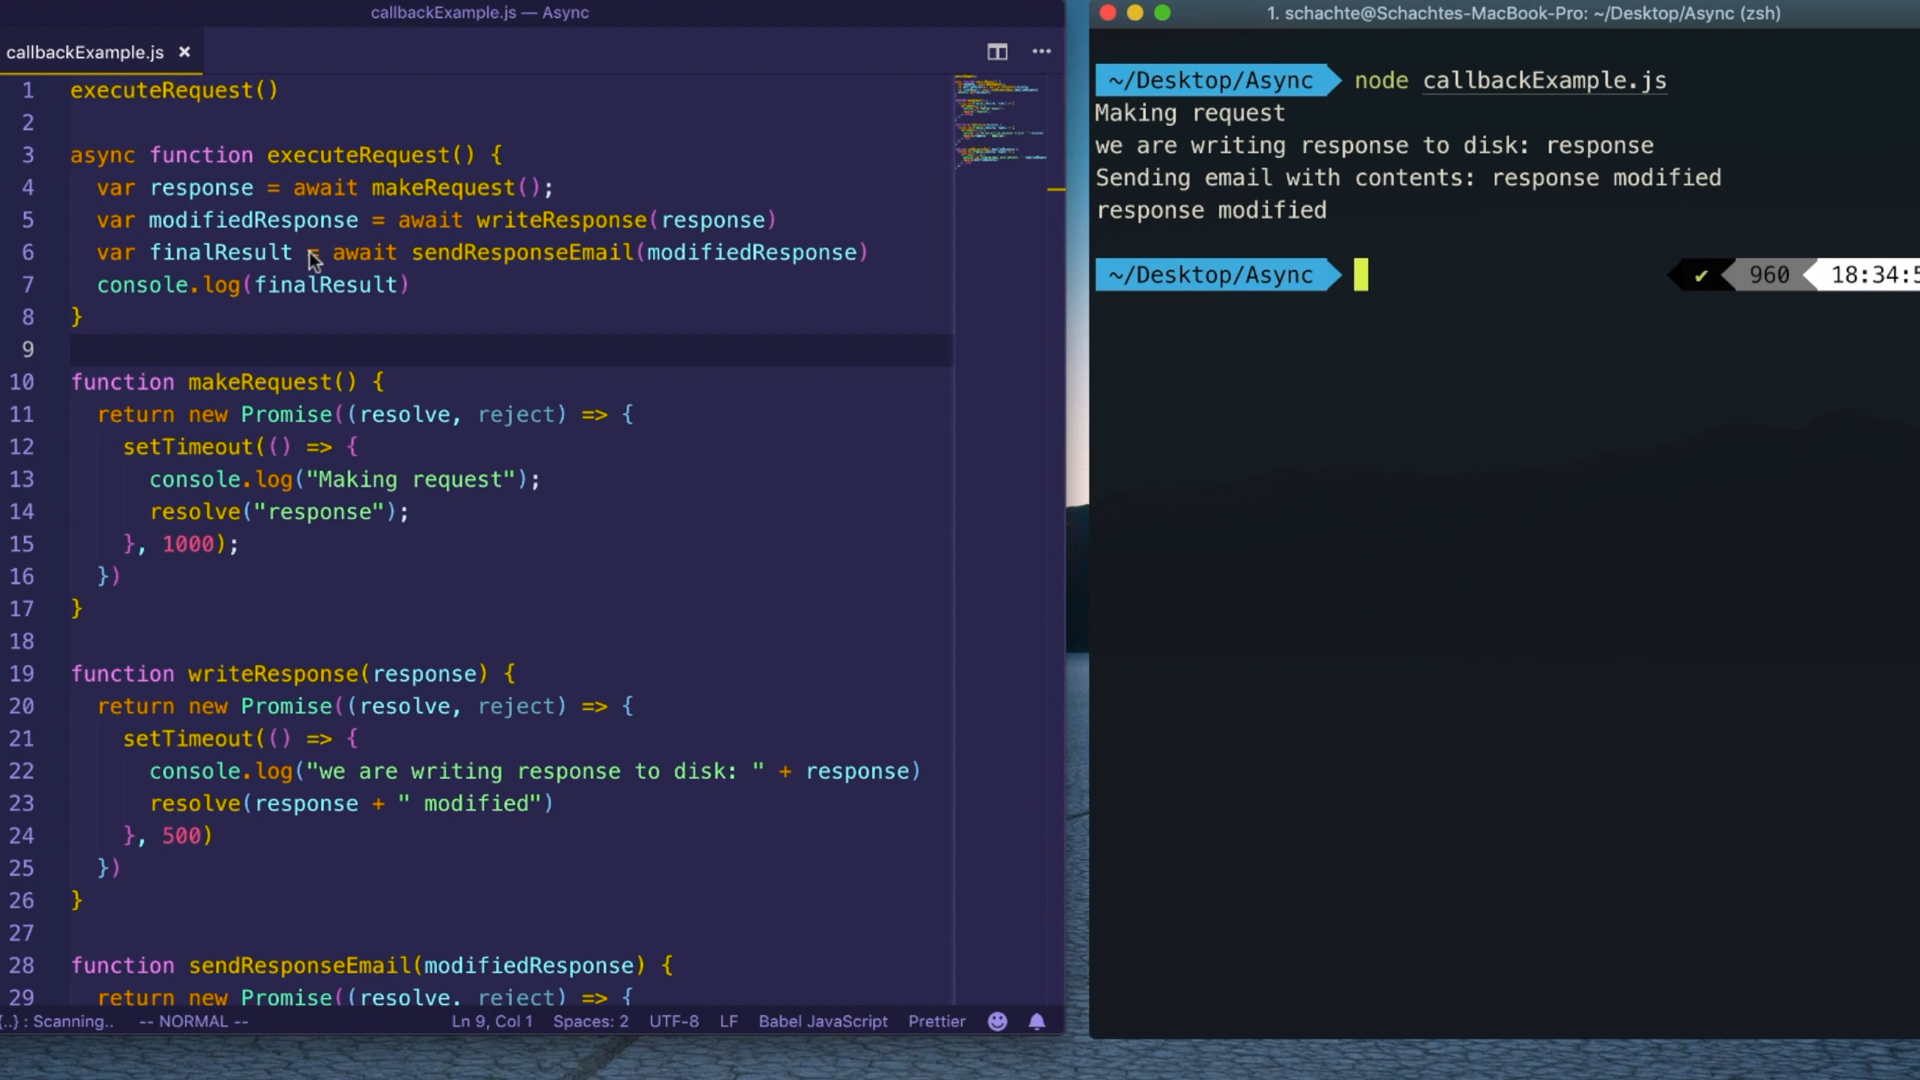 callbackExample.js — Async
callbackExample.js ×
1 executeRequest()
2
3 async function executeRequest() {
4 var response = await makeRequest();
5 var modifiedResponse = await writeResponse(response)
6 var finalResult = await sendResponseEmail(modifiedResponse)
7 console.log(finalResult)
8 }
9
10 function makeRequest() {
11 return new Promise((resolve, reject) => {
12 setTimeout(() => {
13 console.log("Making request");
14 resolve("response");
15 }, 1000);
16 })
17 }
18
19 function writeResponse(response) {
20 return new Promise((resolve, reject) => {
21 setTimeout(() => {
22 console.log("we are writing response to disk: " + response)
23 resolve(response + " modified")
24 }, 500)
25 })
26 }
27
28 function sendResponseEmail(modifiedResponse) {
29 return new Promise((resolve, reject) => {
{..} : Scanning.. -- NORMAL -- Ln 9, Col 1 Spaces: 2 UTF-8 LF Babel JavaScript Prettier
1. schachte@Schachtes-MacBook-Pro: ~/Desktop/Async (zsh)
~/Desktop/Async node callbackExample.js
Making request
we are writing response to disk: response
Sending email with contents: response modified
response modified
~/Desktop/Async ✔ 960 18:34:5